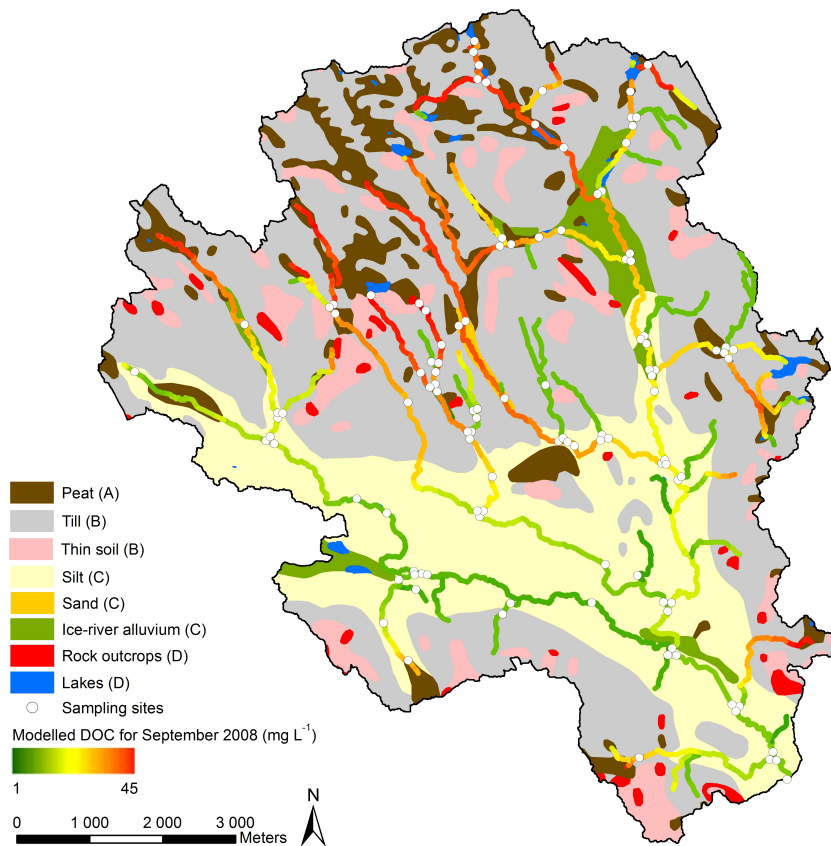 Peat (A)
Till (B)
Thin soil (B)
Silt (C)
Sand (C)
Ice-river alluvium (C)
Rock outcrops (D)
Lakes (D)
Sampling sites
Modelled DOC for September 2008 (mg L⁻¹)
1 45
N
0 1 000 2 000 3 000
Meters